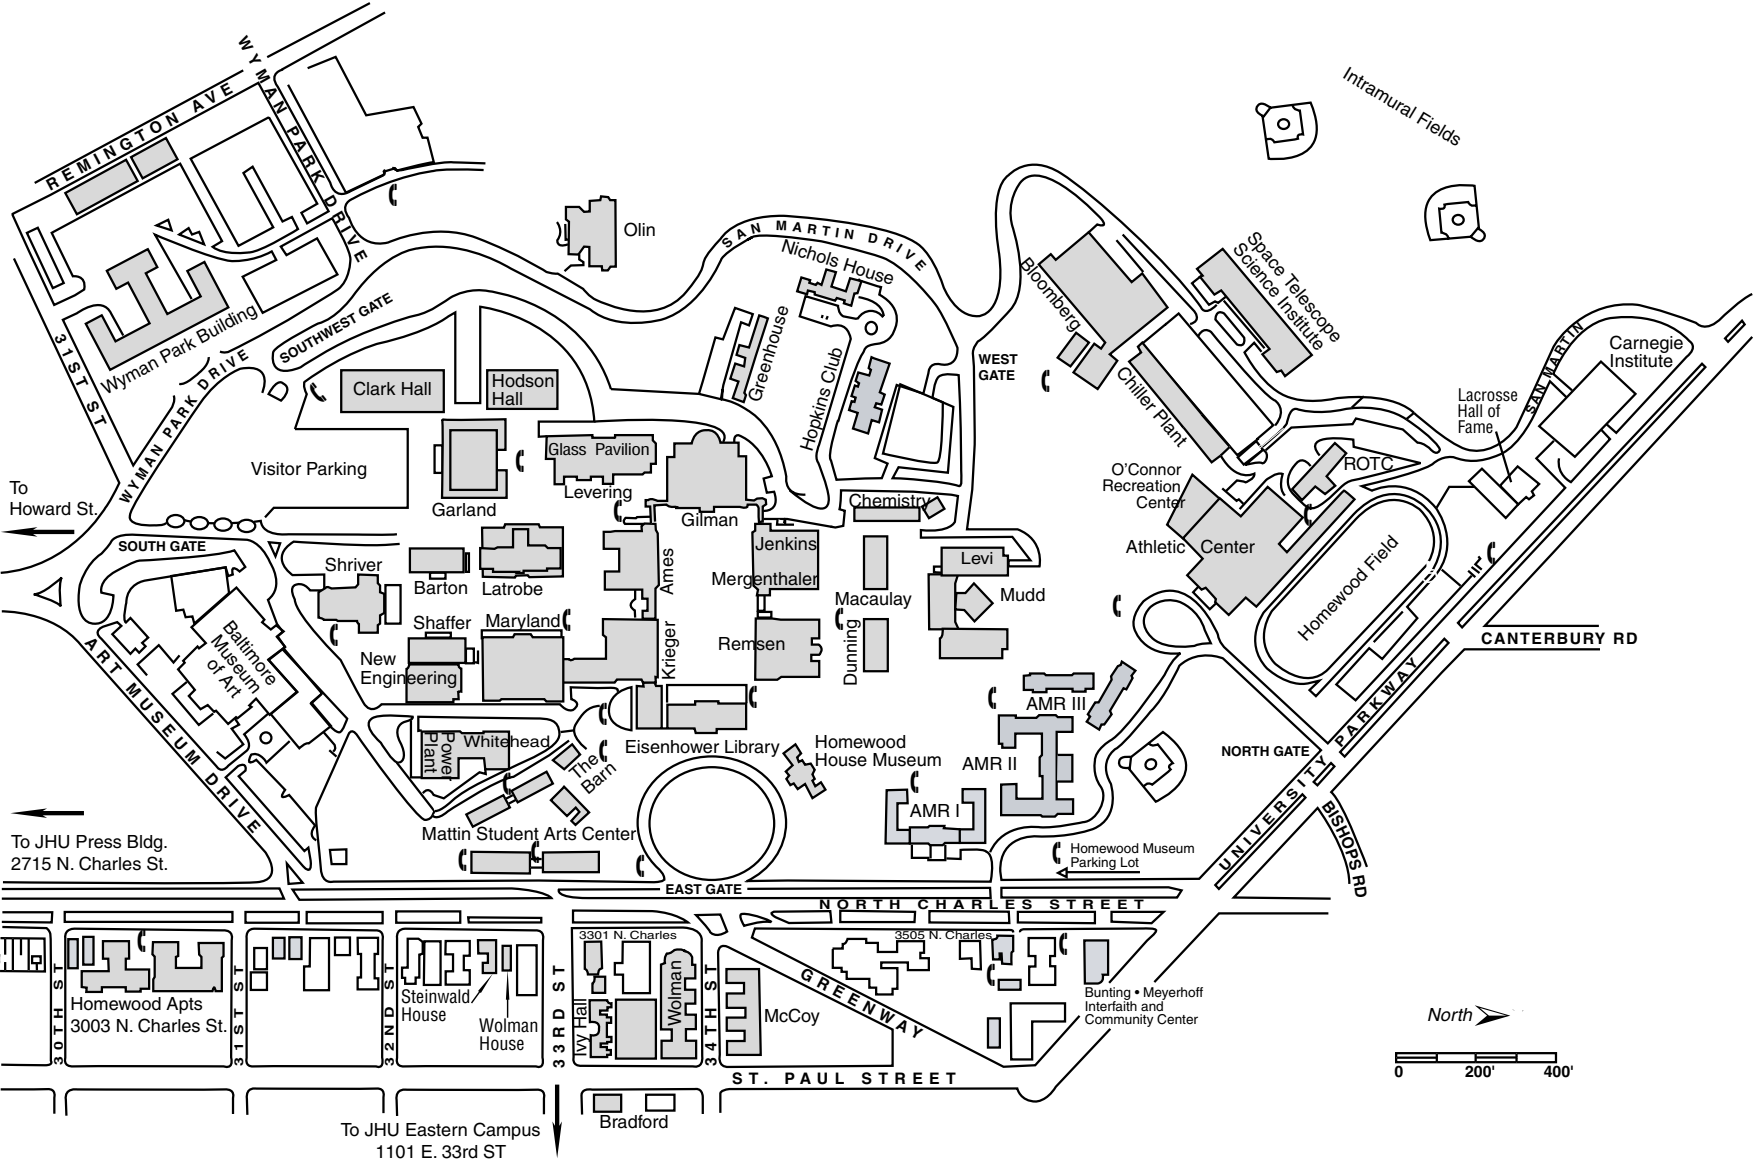 WYMAN PARK DRIVE
REMINGTON AVE
Intramural Fields
Olin
SAN MARTIN DRIVE
Nichols House
Space Telescope
Science Institute
Bloomberg
Wyman Park Building
SOUTHWEST GATE
31ST ST
WYMAN PARK DRIVE
Greenhouse
Hopkins Club
WEST
GATE
Chiller Plant
SAN MARTIN
Carnegie
Institute
Lacrosse
Hall of
Fame
Clark Hall
Hodson
Hall
Visitor Parking
Garland
Glass Pavilion
Levering
Gilman
Chemistry
O'Connor
Recreation
Center
ROTC
Athletic Center
Homewood Field
To
Howard St.
SOUTH GATE
Shriver
Barton
Latrobe
Ames
Jenkins
Mergenthaler
Macaulay
Levi
Mudd
Baltimore
Museum
of Art
Shaffer
Maryland
New
Engineering
Krieger
Remsen
Dunning
CANTERBURY RD
ART MUSEUM DRIVE
AMR III
Power
Plant
Whitehead
The
Barn
Eisenhower Library
Homewood
House Museum
AMR II
NORTH GATE
UNIVERSITY PARKWAY
BISHOPS RD
AMR I
Mattin Student Arts Center
To JHU Press Bldg.
2715 N. Charles St.
Homewood Museum
Parking Lot
EAST GATE
NORTH CHARLES STREET
3301 N. Charles
3505 N. Charles
30TH ST
Homewood Apts
3003 N. Charles St.
31ST ST
32ND ST
Steinwald
House
Wolman
House
33RD ST
Ivy Hall
Wolman
34TH ST
McCoy
GREENWAY
Bunting • Meyerhoff
Interfaith and
Community Center
ST. PAUL STREET
Bradford
To JHU Eastern Campus
1101 E. 33rd ST
North
0 200' 400'